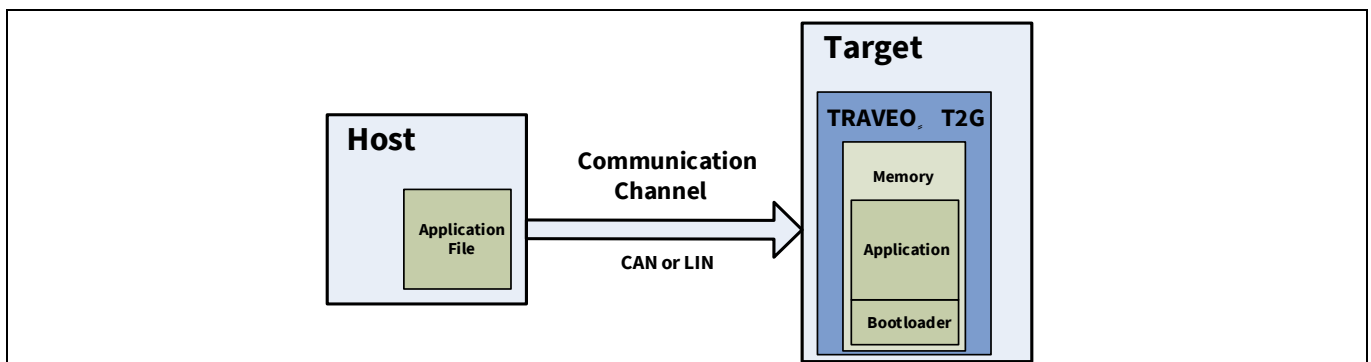 Target
TRAVEO T2G
Host
Communication
Channel
Memory
Application
File
Application
CAN or LIN
Bootloader